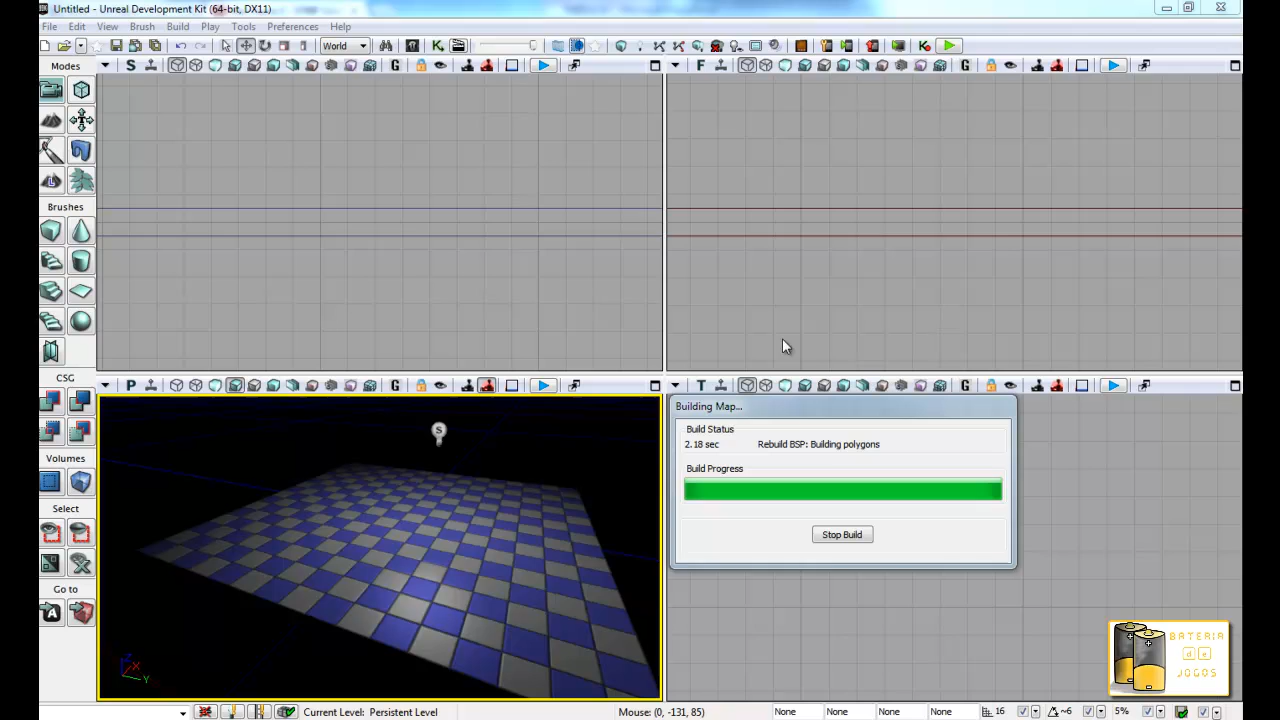 Untitled - Unreal Development Kit (64-bit, DX11)
File Edit View Brush Build Play Tools Preferences Help
World
Modes
S
G
F
G
Brushes
CSG
P
G
T
G
Building Map...
Build Status
2.18 sec Rebuild BSP: Building polygons
Build Progress
Stop Build
Volumes
Select
Go to
S
L
A
X
Y
BATERIA
de
JOGOS
Current Level: Persistent Level
Mouse: (0, -131, 85)
None None None None
16
~6
5%